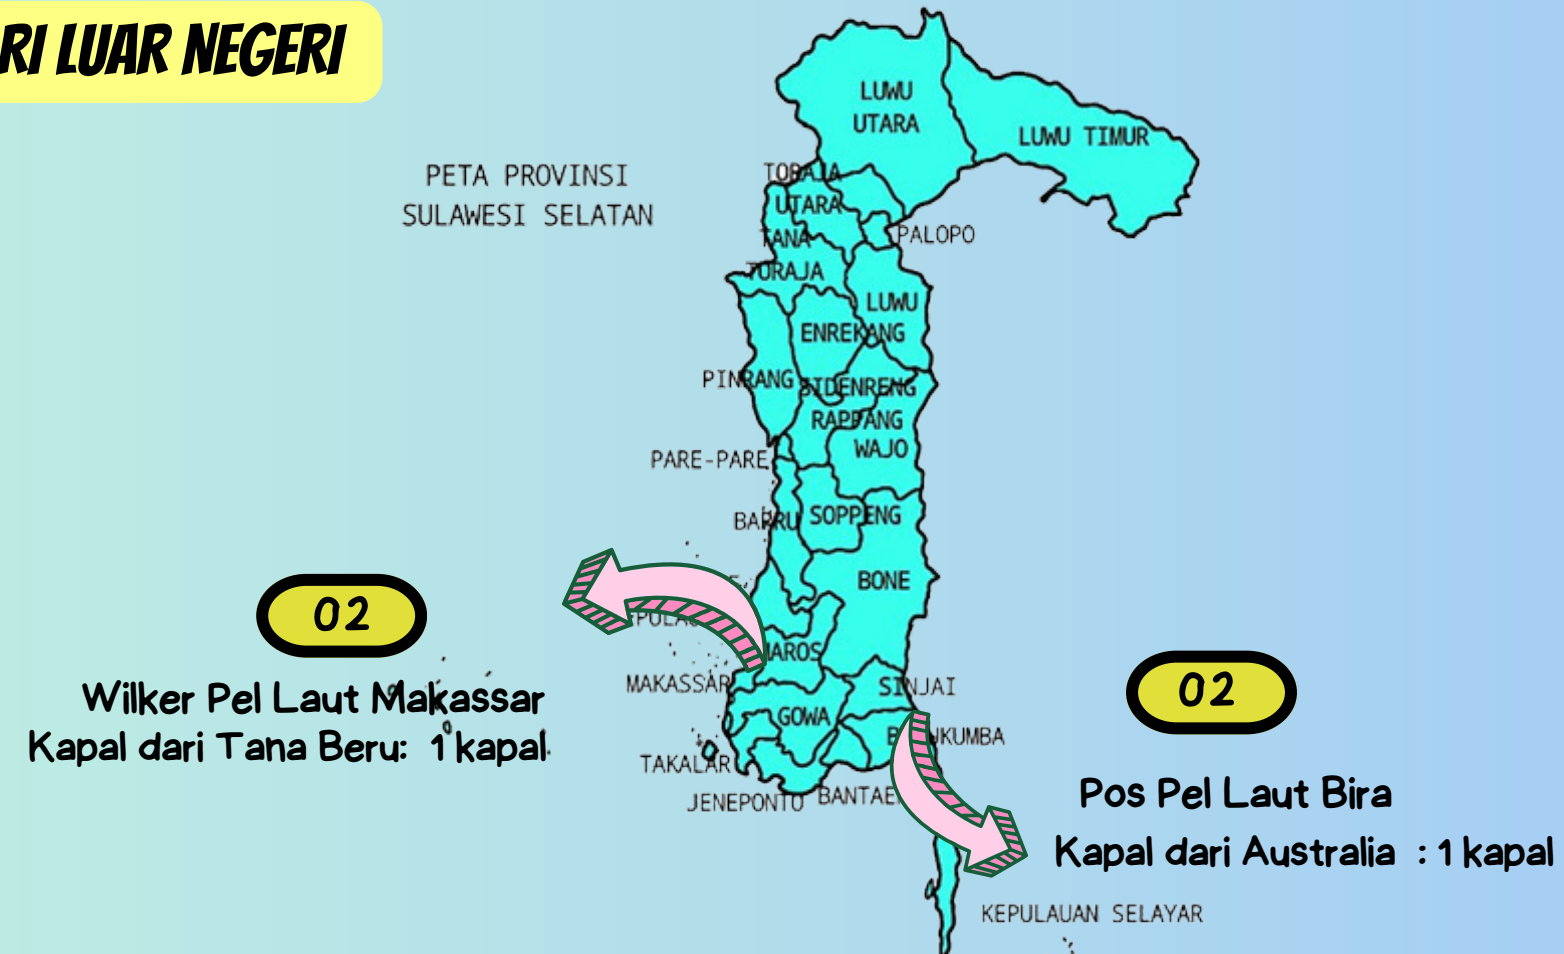 RI LUAR NEGERI
PETA PROVINSI
SULAWESI SELATAN
LUWU
UTARA
LUWU TIMUR
TORAJA
UTARA
PALOPO
TANA
TORAJA
LUWU
ENREKANG
PINRANG
SIDENRENG
RAPPANG
WAJO
PARE-PARE
BARRU
SOPPENG
BONE
MAROS
MAKASSAR
SINJAI
GOWA
TAKALAR
JENEPONTO
KEPULAUAN SELAYAR
02
Wilker Pel Laut Makassar
Kapal dari Tana Beru: 1 kapal
02
Pos Pel Laut Bira
Kapal dari Australia : 1 kapal